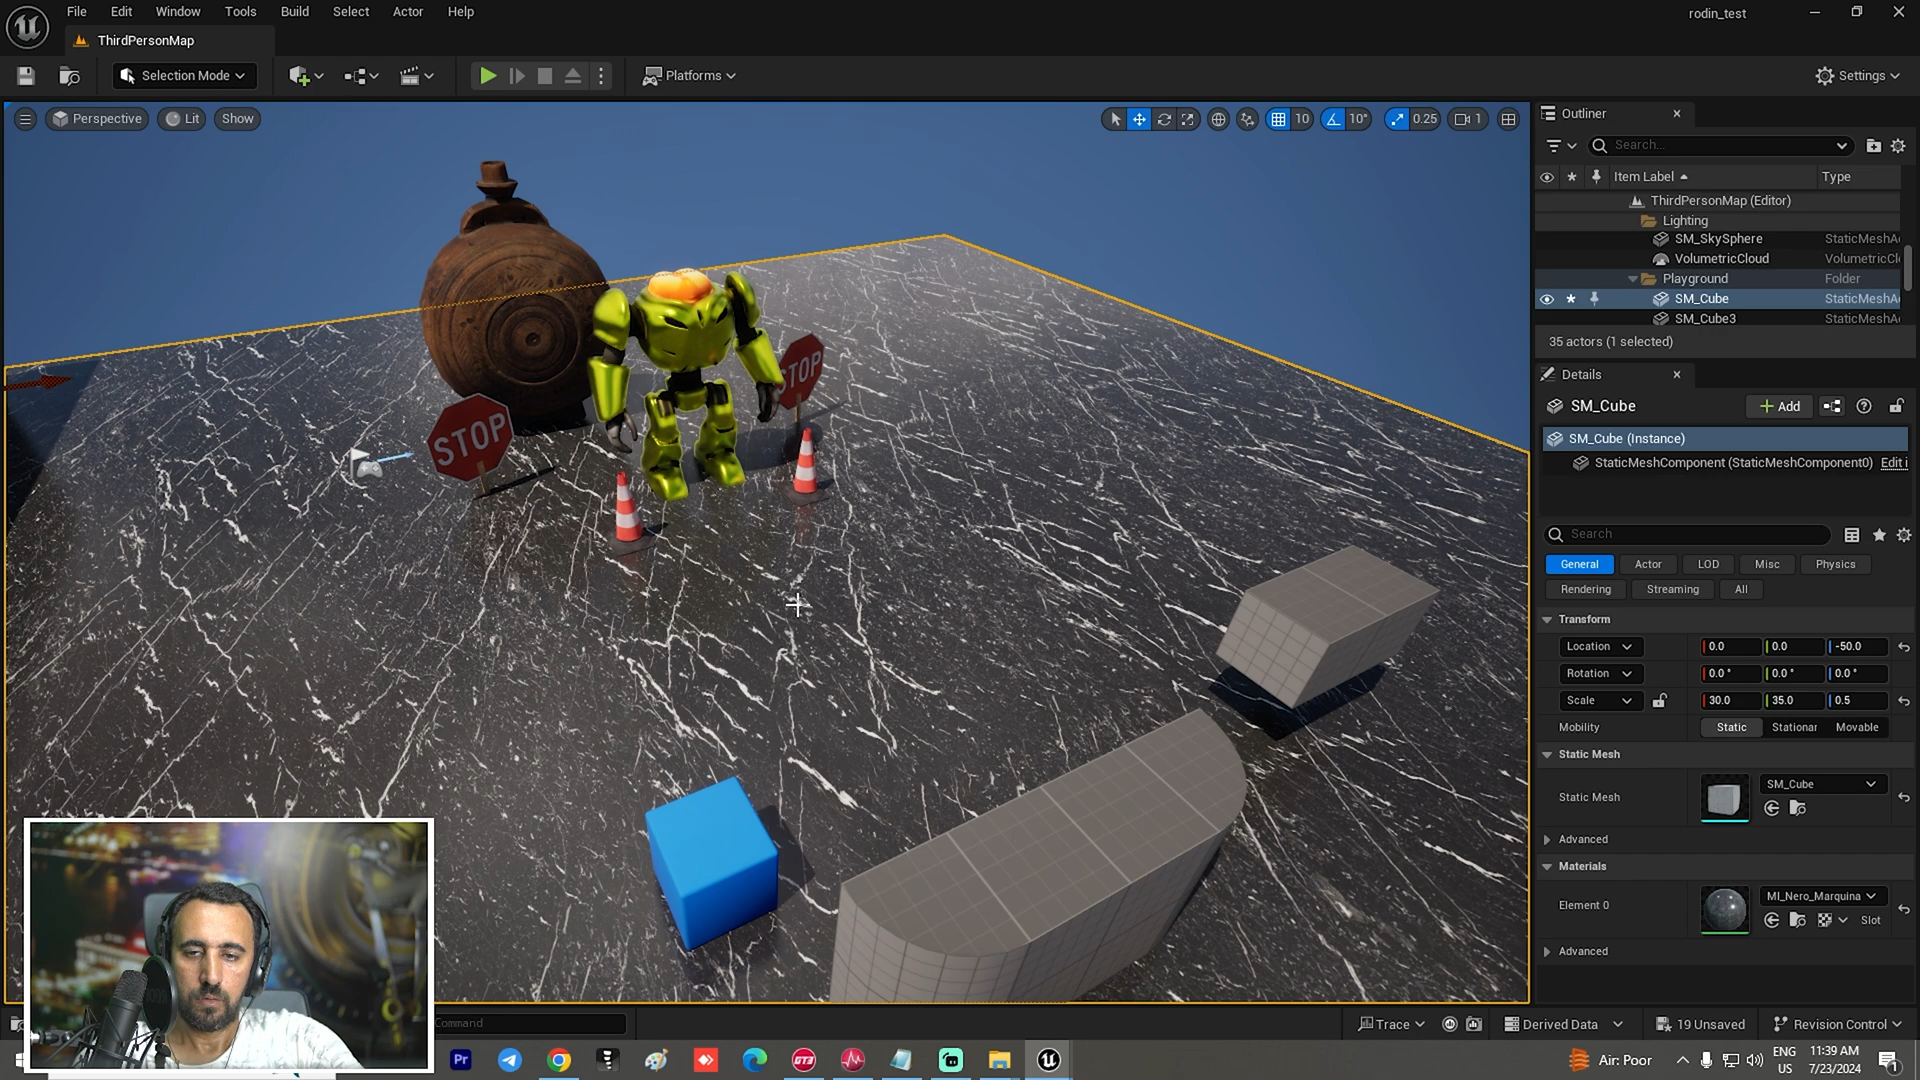 File Edit Window Tools Build Select Actor Help
rodin_test
ThirdPersonMap
Selection Mode
Platforms
Settings
Perspective Lit Show
10 10° 0.25 1
Outliner
Search...
Item Label Type
ThirdPersonMap (Editor)
Lighting
SM_SkySphere StaticMeshA
VolumetricCloud VolumetricCl
Playground Folder
SM_Cube StaticMeshA
SM_Cube3 StaticMeshA
35 actors (1 selected)
Details
SM_Cube
Add
SM_Cube (Instance)
StaticMeshComponent (StaticMeshComponent0) Edit i
Search
General Actor LOD Misc Physics
Rendering Streaming All
Transform
Location 0.0 0.0 -50.0
Rotation 0.0 ° 0.0 ° 0.0 °
Scale 30.0 35.0 0.5
Mobility Static Stationar Movable
Static Mesh
Static Mesh SM_Cube
Advanced
Materials
Element 0 MI_Nero_Marquina
Slot
Advanced
STOP
STOP
Command
Trace Derived Data 19 Unsaved Revision Control
Pr
GT3
Air: Poor
ENG
US
11:39 AM
7/23/2024
1